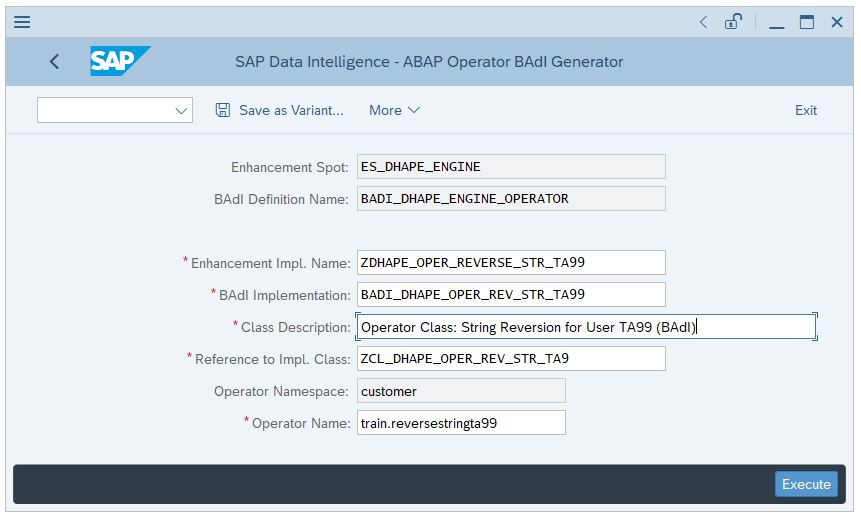 SAP SAP Data Intelligence - ABAP Operator BAdI Generator
Save as Variant... More Exit
Enhancement Spot: ES_DHAPE_ENGINE
BAdI Definition Name: BADI_DHAPE_ENGINE_OPERATOR
*Enhancement Impl. Name: ZDHAPE_OPER_REVERSE_STR_TA99
*BAdI Implementation: BADI_DHAPE_OPER_REV_STR_TA99
*Class Description: Operator Class: String Reversion for User TA99 (BAdI)
*Reference to Impl. Class: ZCL_DHAPE_OPER_REV_STR_TA9
Operator Namespace: customer
*Operator Name: train.reversestringta99
Execute